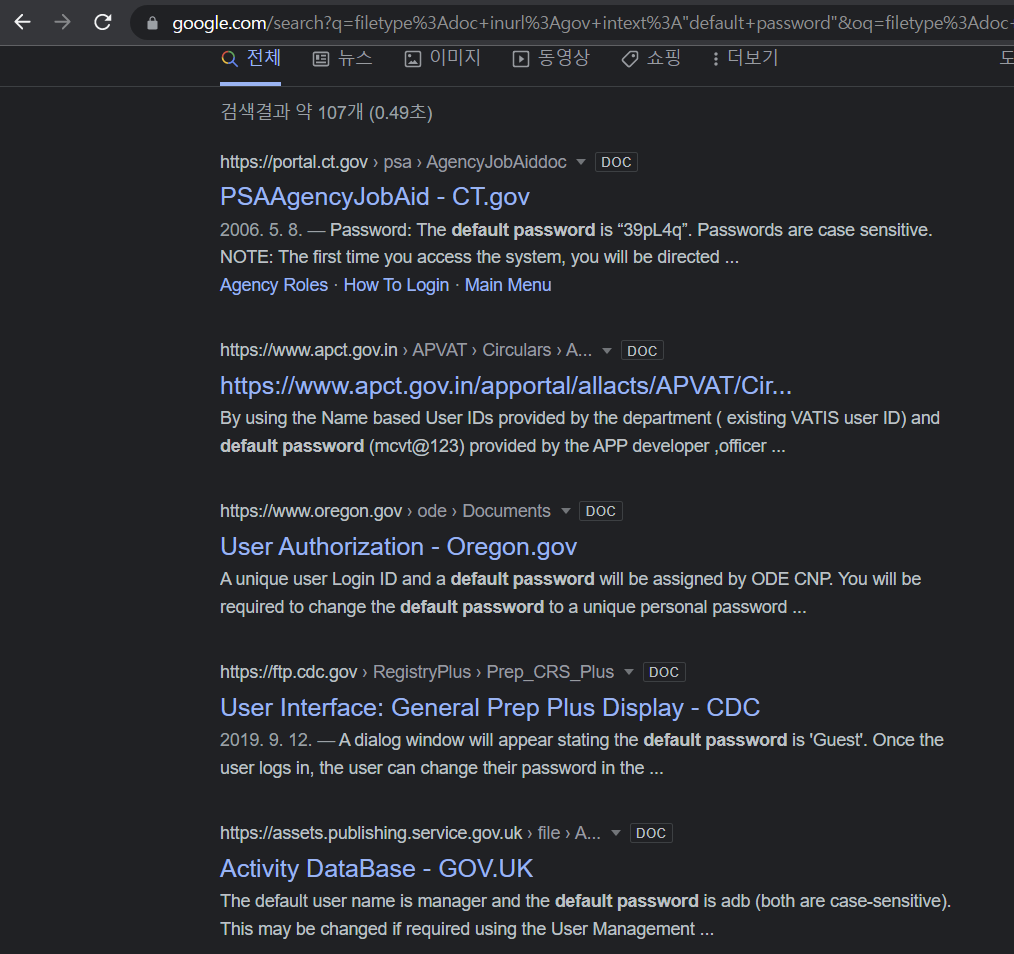 google.com/search?q=filetype%3Adoc+inurl%3Agov+intext%3A"default+password"&oq=filetype%3Adoc-
전체 뉴스 이미지 동영상 쇼핑 더보기 도
검색결과 약 107개 (0.49초)
https://portal.ct.gov › psa › AgencyJobAiddoc DOC
PSAAgencyJobAid - CT.gov
2006. 5. 8. — Password: The default password is “39pL4q”. Passwords are case sensitive.
NOTE: The first time you access the system, you will be directed ...
Agency Roles · How To Login · Main Menu
https://www.apct.gov.in › APVAT › Circulars › A... DOC
https://www.apct.gov.in/apportal/allacts/APVAT/Cir...
By using the Name based User IDs provided by the department ( existing VATIS user ID) and
default password (mcvt@123) provided by the APP developer ,officer ...
https://www.oregon.gov › ode › Documents DOC
User Authorization - Oregon.gov
A unique user Login ID and a default password will be assigned by ODE CNP. You will be
required to change the default password to a unique personal password ...
https://ftp.cdc.gov › RegistryPlus › Prep_CRS_Plus DOC
User Interface: General Prep Plus Display - CDC
2019. 9. 12. — A dialog window will appear stating the default password is 'Guest'. Once the
user logs in, the user can change their password in the ...
https://assets.publishing.service.gov.uk › file › A... DOC
Activity DataBase - GOV.UK
The default user name is manager and the default password is adb (both are case-sensitive).
This may be changed if required using the User Management ...